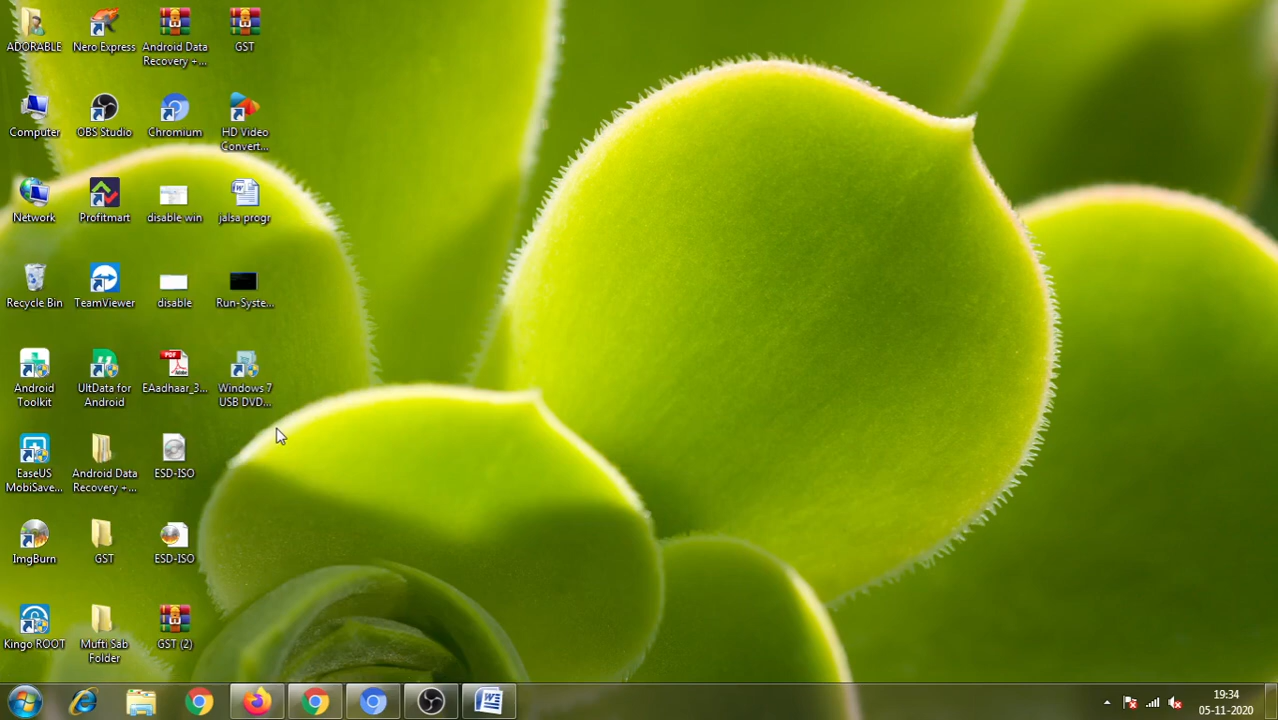 ADORABLE
Nero Express
Android Data
Recovery +...
GST
Computer
OBS Studio
Chromium
HD Video
Convert...
Network
Profitmart
disable win
jalsa progr
Recycle Bin
TeamViewer
disable
Run-Syste...
Android
Toolkit
UltData for
Android
PDF
EAadhaar_3...
Windows 7
USB DVD...
EaseUS
MobiSave...
Android Data
Recovery +...
ESD-ISO
ImgBurn
GST
ESD-ISO
Kingo ROOT
Mufti Sab
Folder
GST (2)
19:34
05-11-2020